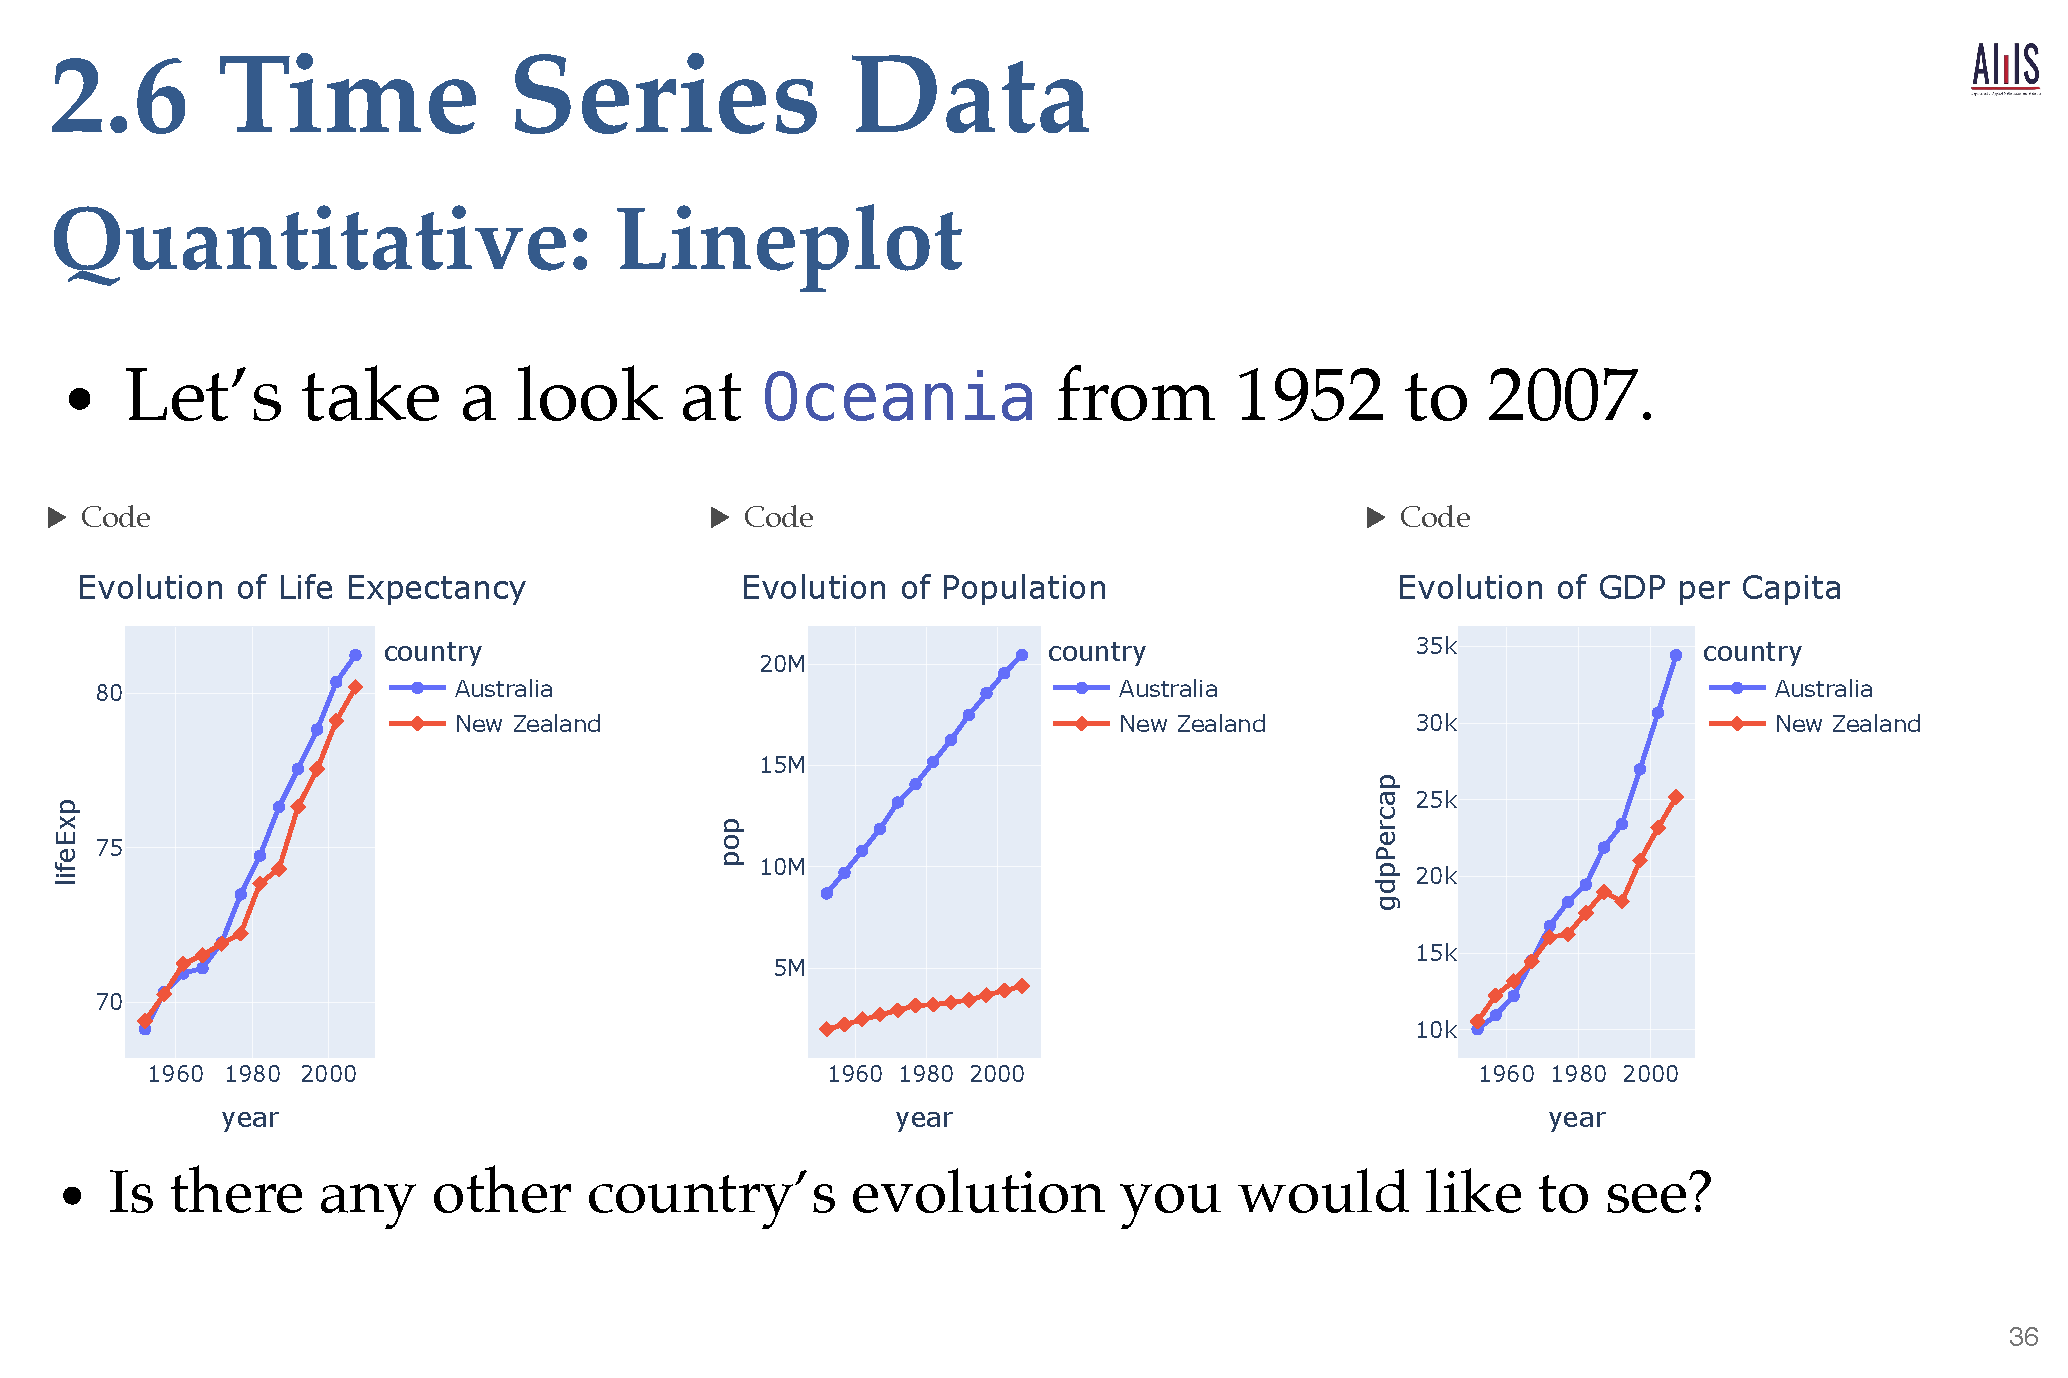 2.6 Time Series Data
AMS
Quantitative: Lineplot
• Let’s take a look at Oceania from 1952 to 2007.
▶ Code
Evolution of Life Expectancy
lifeExp
80
75
70
1960 1980 2000
year
country
Australia
New Zealand
▶ Code
Evolution of Population
pop
20M
15M
10M
5M
1960 1980 2000
year
country
Australia
New Zealand
▶ Code
Evolution of GDP per Capita
gdpPercap
35k
30k
25k
20k
15k
10k
1960 1980 2000
year
country
Australia
New Zealand
• Is there any other country’s evolution you would like to see?
36